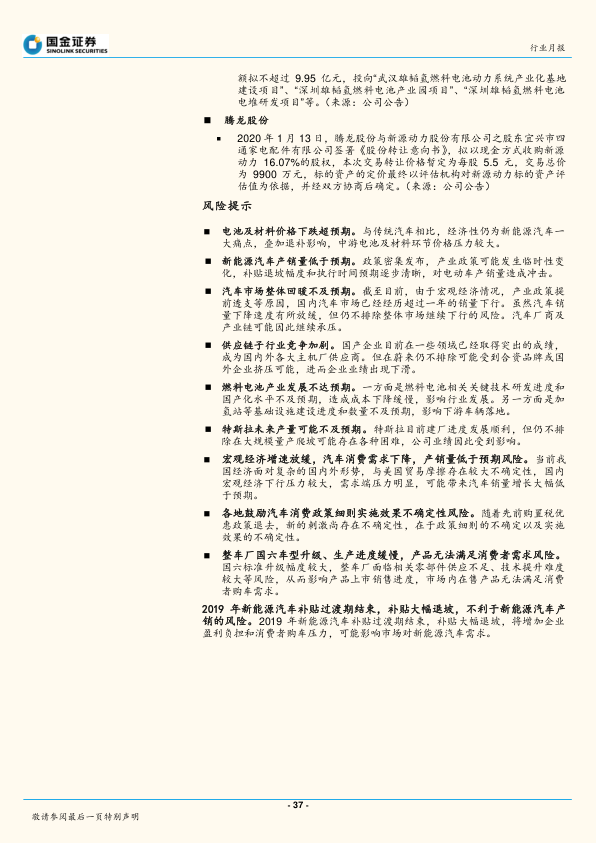 国金证券
SINOLINK SECURITIES
行业月报
额拟不超过 9.95 亿元，投向“武汉雄韬氢燃料电池动力系统产业化基地
建设项目”、“深圳雄韬氢燃料电池产业园项目”、“深圳雄韬氢燃料电池
电堆研发项目”等。（来源：公司公告）
■ 腾龙股份
▪ 2020 年 1 月 13 日，腾龙股份与新源动力股份有限公司之股东宜兴市四
通家电配件有限公司签署《股份转让意向书》，拟以现金方式收购新源
动力 16.07%的股权，本次交易转让价格暂定为每股 5.5 元，交易总价
为 9900 万元，标的资产的定价最终以评估机构对新源动力标的资产评
估值为依据，并经双方协商后确定。（来源：公司公告）
风险提示
■ 电池及材料价格下跌超预期。与传统汽车相比，经济性仍为新能源汽车一
大痛点，叠加退补影响，中游电池及材料环节价格压力较大。
■ 新能源汽车产销量低于预期。政策密集发布，产业政策可能发生临时性变
化，补贴退坡幅度和执行时间预期逐步清晰，对电动车产销量造成冲击。
■ 汽车市场整体回暖不及预期。截至目前，由于宏观经济情况，产业政策提
前透支等原因，国内汽车市场已经经历超过一年的销量下行。虽然汽车销
量下降速度有所放缓，但仍不排除整体市场继续下行的风险。汽车厂商及
产业链可能因此继续承压。
■ 供应链子行业竞争加剧。国产企业目前在一些领域已经取得突出的成绩，
成为国内外各大主机厂供应商。但在蔚来仍不排除可能受到合资品牌或国
外企业挤压可能，进而企业业绩出现下滑。
■ 燃料电池产业发展不达预期。一方面是燃料电池相关关键技术研发进度和
国产化水平不及预期，造成成本下降缓慢，影响行业发展。另一方面是加
氢站等基础设施建设进度和数量不及预期，影响下游车辆落地。
■ 特斯拉未来产量可能不及预期。特斯拉目前建厂进度发展顺利，但仍不排
除在大规模量产爬坡可能存在各种困难，公司业绩因此受到影响。
■ 宏观经济增速放缓，汽车消费需求下降，产销量低于预期风险。当前我
国经济面对复杂的国内外形势，与美国贸易摩擦存在较大不确定性，国内
宏观经济下行压力较大，需求端压力明显，可能带来汽车销量增长大幅低
于预期。
■ 各地鼓励汽车消费政策细则实施效果不确定性风险。随着先前购置税优
惠政策退去，新的刺激尚存在不确定性，在于政策细则的不确定以及实施
效果的不确定性。
■ 整车厂国六车型升级、生产进度缓慢，产品无法满足消费者需求风险。
国六标准升级幅度较大，整车厂面临相关零部件供应不足、技术提升难度
较大等风险，从而影响产品上市销售进度，市场内在售产品无法满足消费
者购车需求。
2019 年新能源汽车补贴过渡期结束，补贴大幅退坡，不利于新能源汽车产
销的风险。2019 年新能源汽车补贴过渡期结束，补贴大幅退坡，将增加企业
盈利负担和消费者购车压力，可能影响市场对新能源汽车需求。
- 37 -
敬请参阅最后一页特别声明